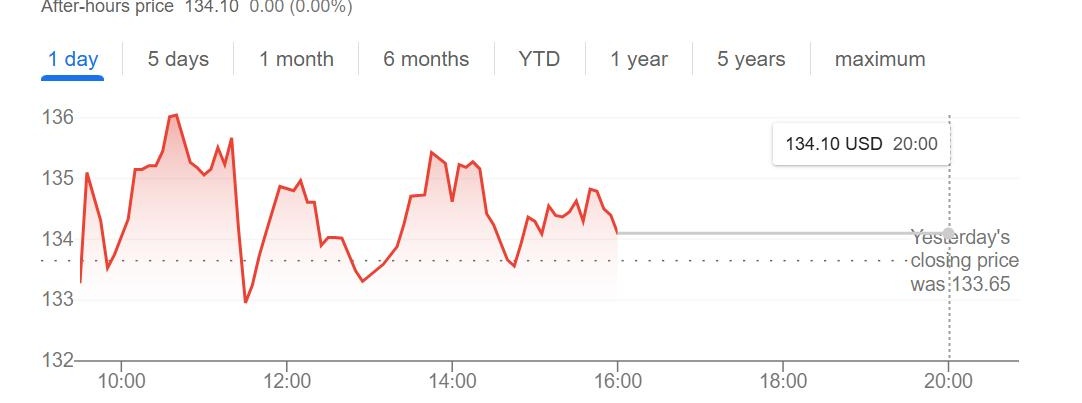 After-hours price 134.10 0.00 (0.00%)
1 day 5 days 1 month 6 months YTD 1 year 5 years maximum
136
134.10 USD 20:00
135
134
Yesterday's
closing price
was 133.65
133
132
10:00 12:00 14:00 16:00 18:00 20:00